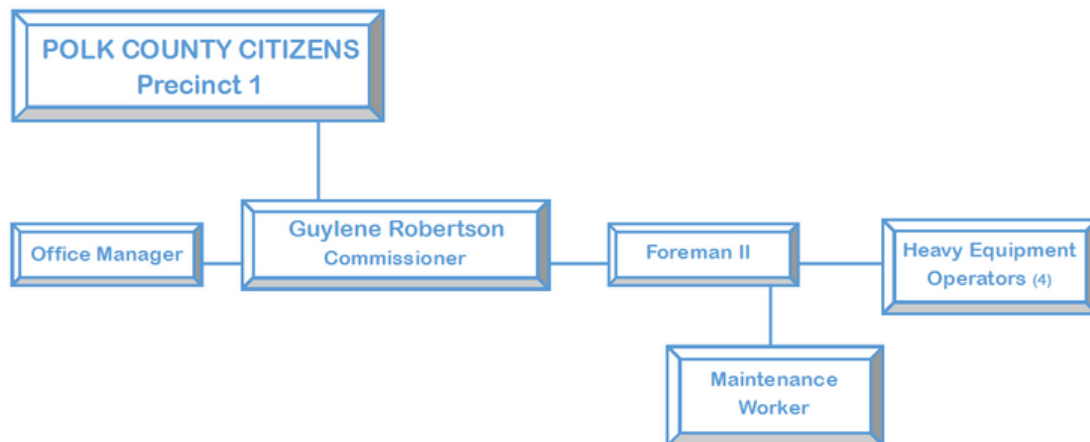 POLK COUNTY CITIZENS
Precinct 1
Guylene Robertson
Commissioner
Office Manager
Foreman II
Heavy Equipment
Operators (4)
Maintenance
Worker